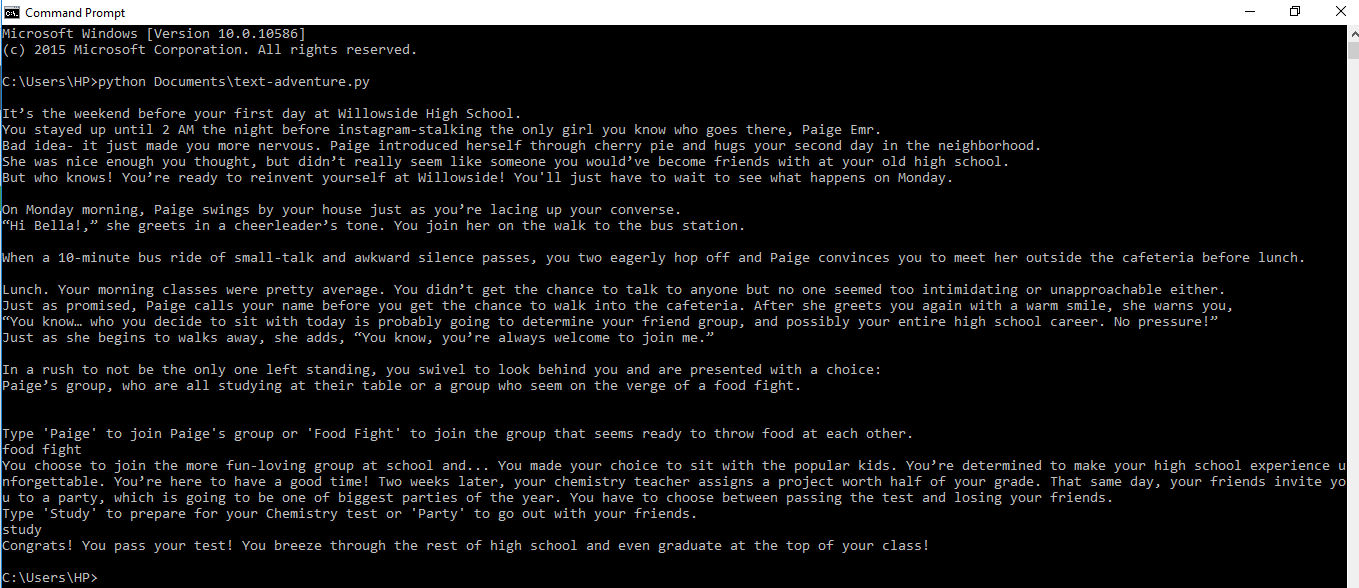 Command Prompt
Microsoft Windows [Version 10.0.10586]
(c) 2015 Microsoft Corporation. All rights reserved.
C:\Users\HP>python Documents\text-adventure.py
It’s the weekend before your first day at Willowside High School.
You stayed up until 2 AM the night before instagram-stalking the only girl you know who goes there, Paige Emr.
Bad idea- it just made you more nervous. Paige introduced herself through cherry pie and hugs your second day in the neighborhood.
She was nice enough you thought, but didn’t really seem like someone you would’ve become friends with at your old high school.
But who knows! You’re ready to reinvent yourself at Willowside! You'll just have to wait to see what happens on Monday.
On Monday morning, Paige swings by your house just as you’re lacing up your converse.
“Hi Bella!,” she greets in a cheerleader’s tone. You join her on the walk to the bus station.
When a 10-minute bus ride of small-talk and awkward silence passes, you two eagerly hop off and Paige convinces you to meet her outside the cafeteria before lunch.
Lunch. Your morning classes were pretty average. You didn’t get the chance to talk to anyone but no one seemed too intimidating or unapproachable either.
Just as promised, Paige calls your name before you get the chance to walk into the cafeteria. After she greets you again with a warm smile, she warns you,
“You know… who you decide to sit with today is probably going to determine your friend group, and possibly your entire high school career. No pressure!”
Just as she begins to walks away, she adds, “You know, you’re always welcome to join me.”
In a rush to not be the only one left standing, you swivel to look behind you and are presented with a choice:
Paige’s group, who are all studying at their table or a group who seem on the verge of a food fight.
Type 'Paige' to join Paige's group or 'Food Fight' to join the group that seems ready to throw food at each other.
food fight
You choose to join the more fun-loving group at school and... You made your choice to sit with the popular kids. You’re determined to make your high school experience u
nforgettable. You’re here to have a good time! Two weeks later, your chemistry teacher assigns a project worth half of your grade. That same day, your friends invite yo
u to a party, which is going to be one of biggest parties of the year. You have to choose between passing the test and losing your friends.
Type 'Study' to prepare for your Chemistry test or 'Party' to go out with your friends.
study
Congrats! You pass your test! You breeze through the rest of high school and even graduate at the top of your class!
C:\Users\HP>